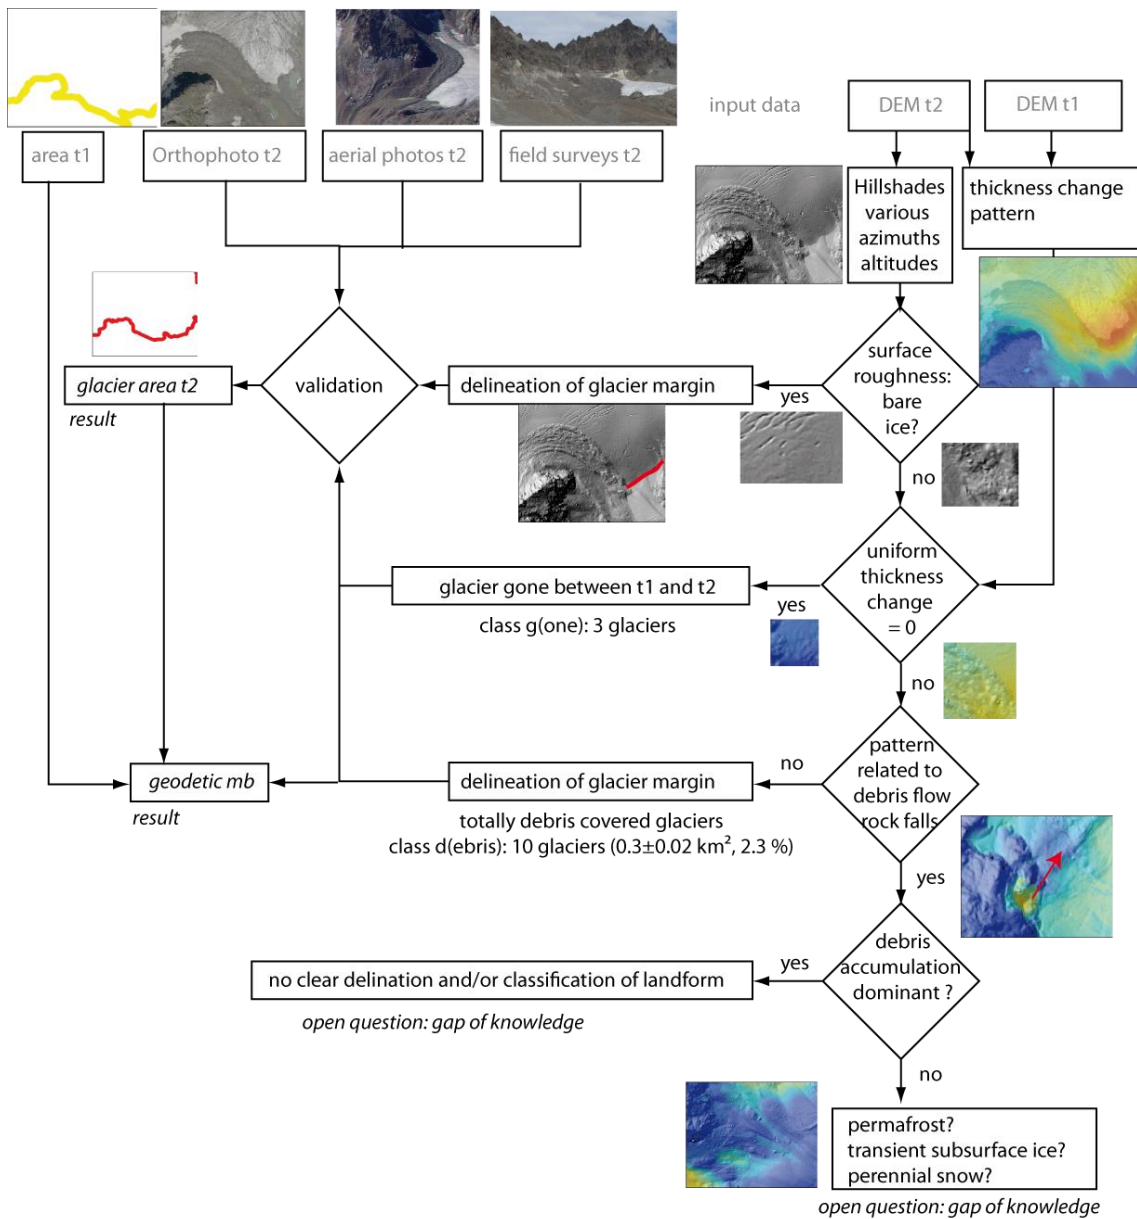 input data
DEM t2
DEM t1
area t1
Orthophoto t2
aerial photos t2
field surveys t2
Hillshades
various
azimuths
altitudes
thickness change
pattern
surface
roughness:
bare
ice?
yes
no
delineation of glacier margin
validation
glacier area t2
result
uniform
thickness
change
= 0
yes
no
glacier gone between t1 and t2
class g(one): 3 glaciers
pattern
related to
debris flow
rock falls
no
yes
delineation of glacier margin
totally debris covered glaciers
class d(ebris): 10 glaciers (0.3±0.02 km², 2.3 %)
geodetic mb
result
debris
accumulation
dominant ?
yes
no
no clear delination and/or classification of landform
open question: gap of knowledge
permafrost?
transient subsurface ice?
perennial snow?
open question: gap of knowledge